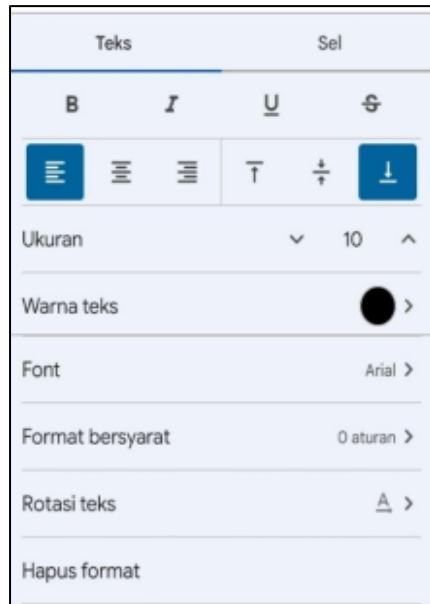 Teks Sel
B I U S
Ukuran 10
Warna teks
Font Arial
Format bersyarat 0 aturan
Rotasi teks A
Hapus format